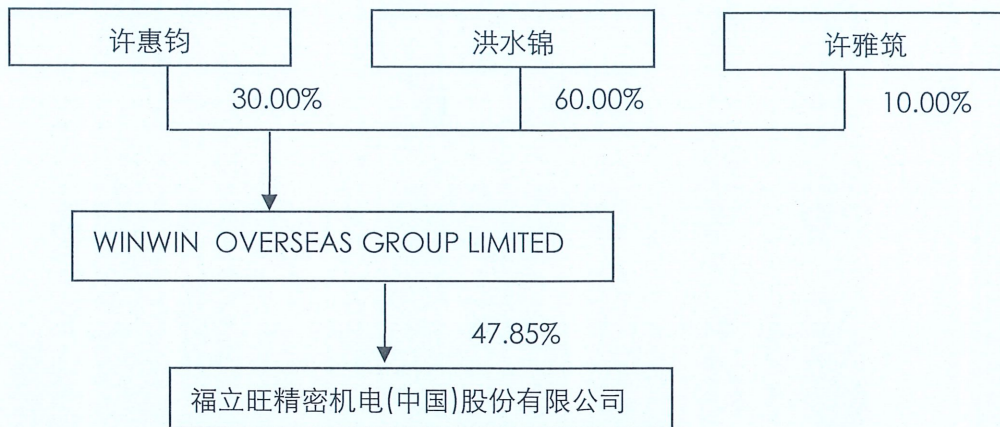 许惠钧
洪水锦
许雅筑
30.00%
60.00%
10.00%
WINWIN OVERSEAS GROUP LIMITED
47.85%
福立旺精密机电(中国)股份有限公司